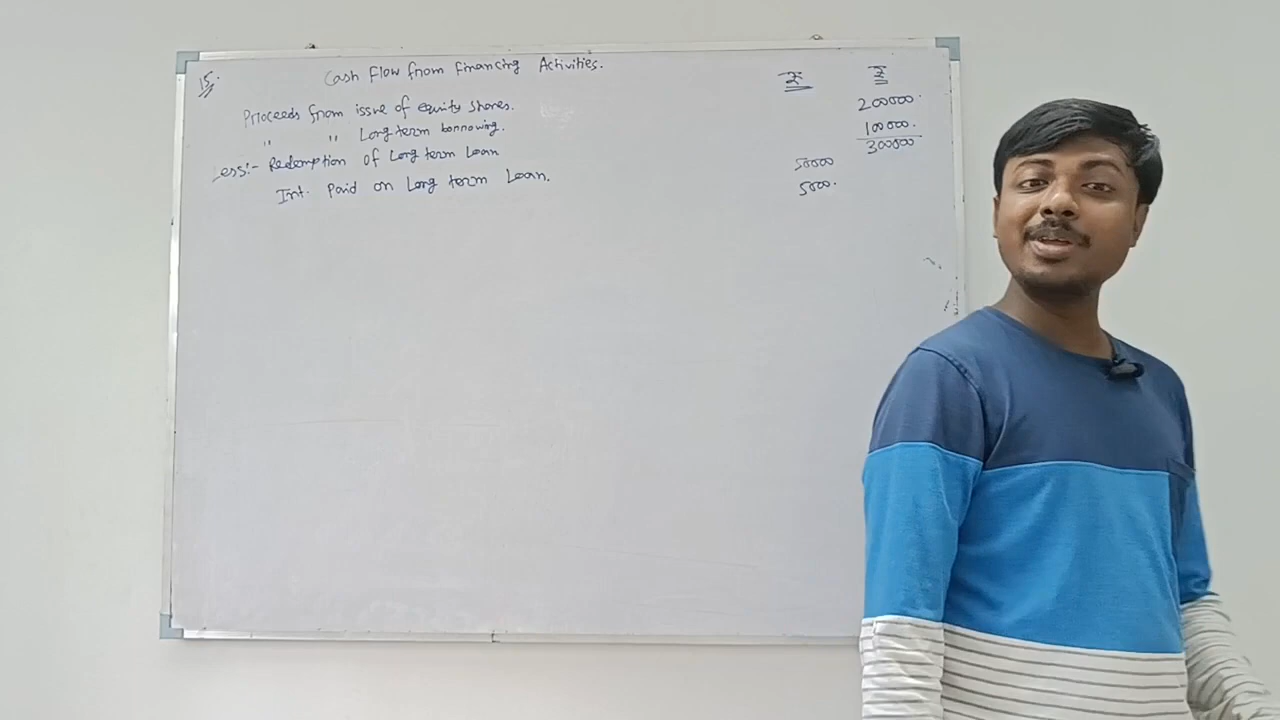 15. Cash Flow from Financing Activities.
₹ ₹
Proceeds from issue of equity shares. 200000.
" " Long term borrowing. 100000.
300000
Less:- Redemption of Long term Loan 50000
Int. Paid on Long term Loan. 5000.